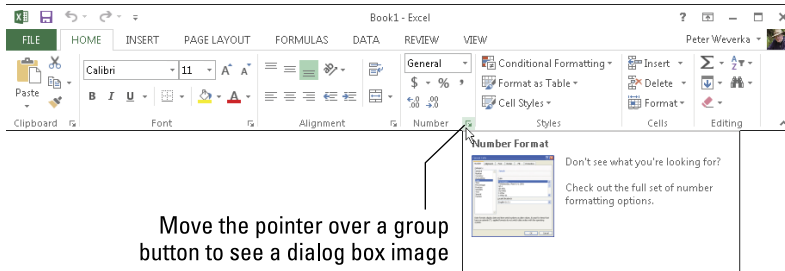 Book1 - Excel
?
FILE HOME INSERT PAGE LAYOUT FORMULAS DATA REVIEW VIEW Peter Weverka
Calibri 11 A A General Conditional Formatting Insert Σ
Paste B I U A $ % , Format as Table Delete
.00 .00 Cell Styles Format
Clipboard Font Alignment Number Styles Cells Editing
Number Format
Don't see what you're looking for?
Check out the full set of number
formatting options.
Move the pointer over a group
button to see a dialog box image